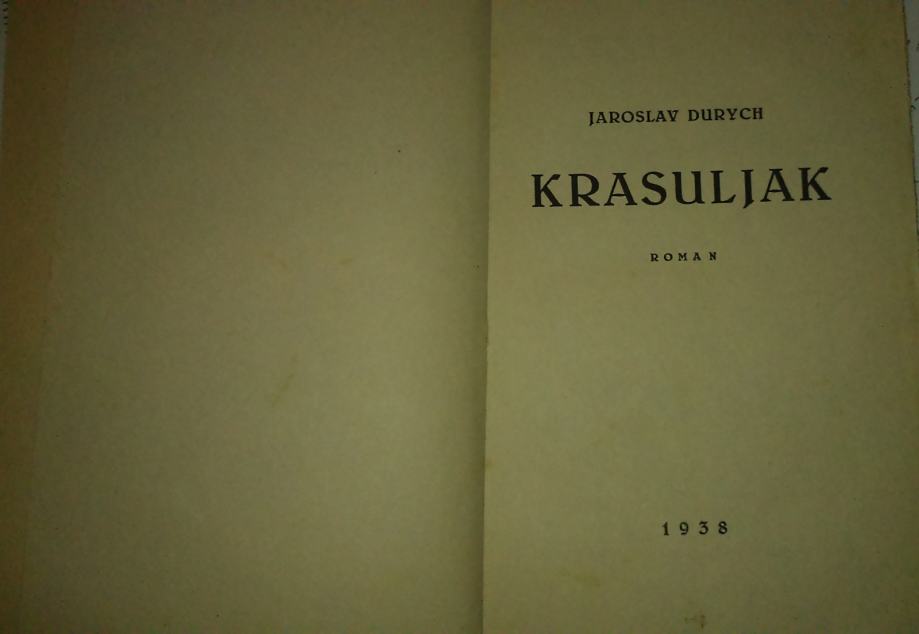 JAROSLAV DURYCH
KRASULJAK
ROMAN
1938